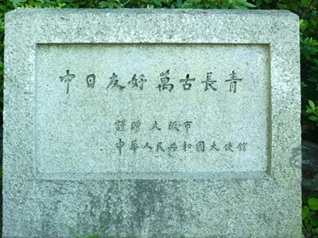 中日友好萬古長青
謹贈大阪市
中華人民共和國大使館